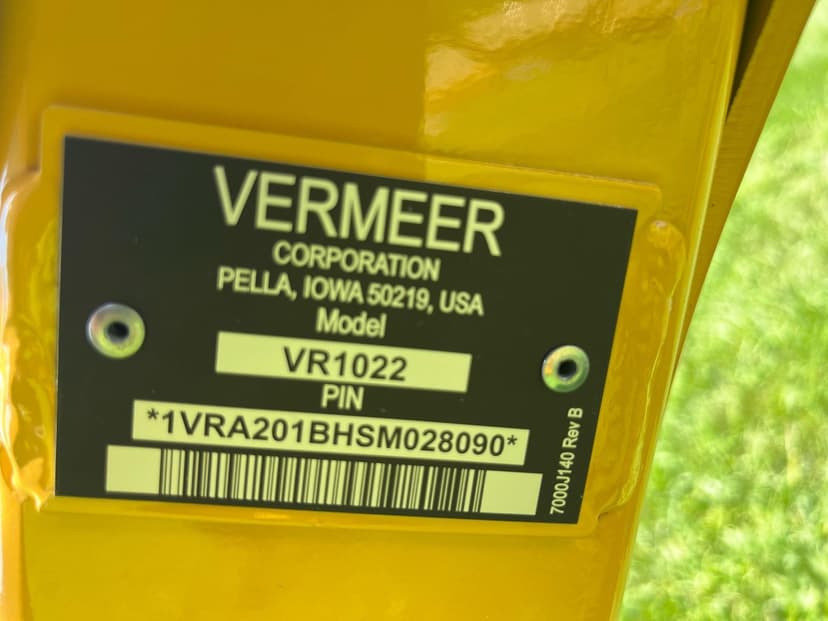 VERMEER
CORPORATION
PELLA, IOWA 50219, USA
Model
VR1022
PIN
*1VRA201BHSM028090*
7000J140 Rev B